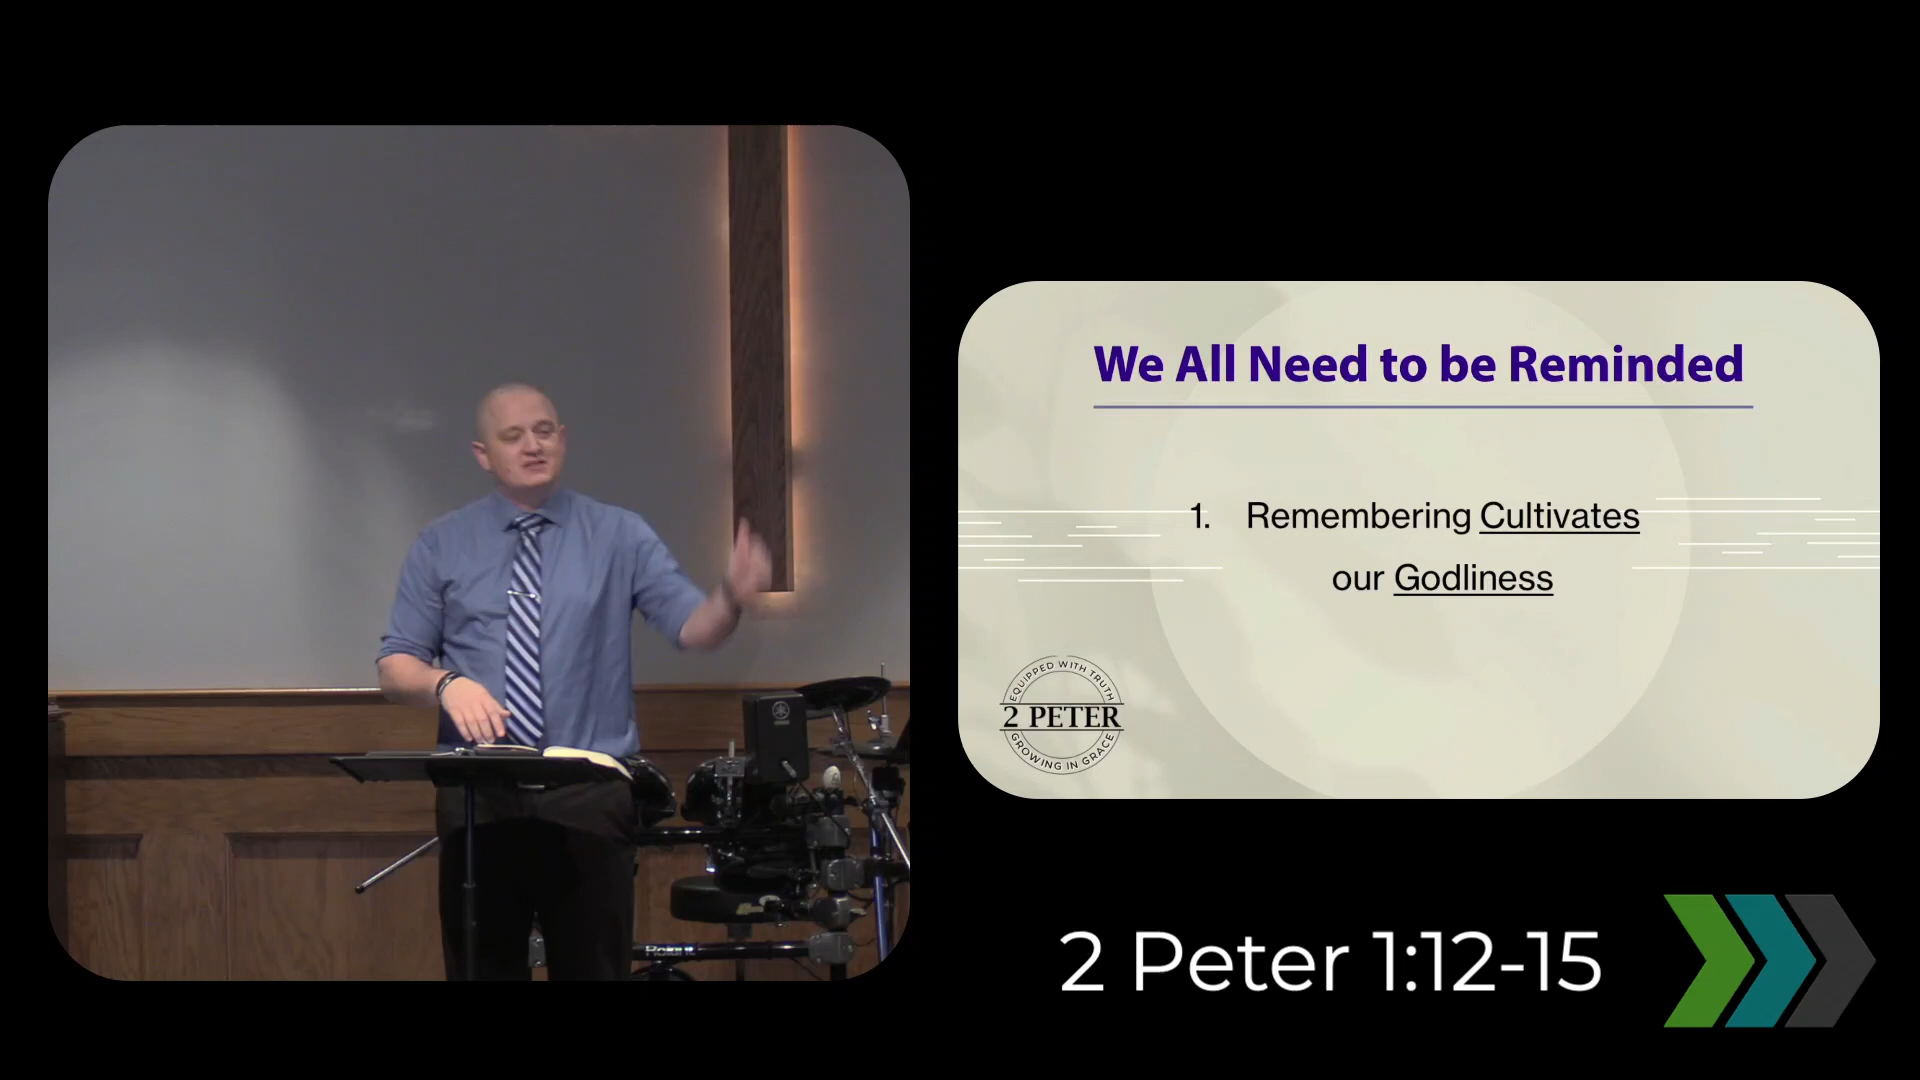 We All Need to be Reminded
1. Remembering Cultivates
our Godliness
EQUIPPED WITH TRUTH
2 PETER
GROWING IN GRACE
2 Peter 1:12-15
Roland